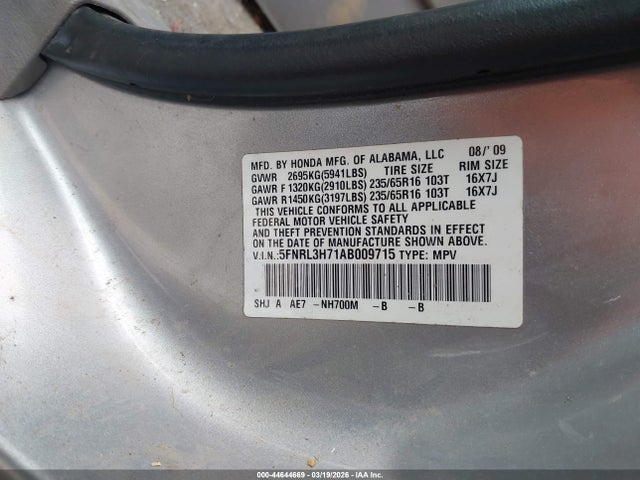 MFD. BY HONDA MFG. OF ALABAMA, LLC 08/'09
GVWR 2695KG(5941LBS) TIRE SIZE RIM SIZE
GAWR F 1320KG(2910LBS) 235/65R16 103T 16X7J
GAWR R 1450KG(3197LBS) 235/65R16 103T 16X7J
THIS VEHICLE CONFORMS TO ALL APPLICABLE
FEDERAL MOTOR VEHICLE SAFETY
AND THEFT PREVENTION STANDARDS IN EFFECT
ON THE DATE OF MANUFACTURE SHOWN ABOVE.
V.I.N.:5FNRL3H71AB009715 TYPE: MPV
SHJ A AE7 -NH700M -B -B
000-44644669 | 03/19/2026 | IAA Inc.